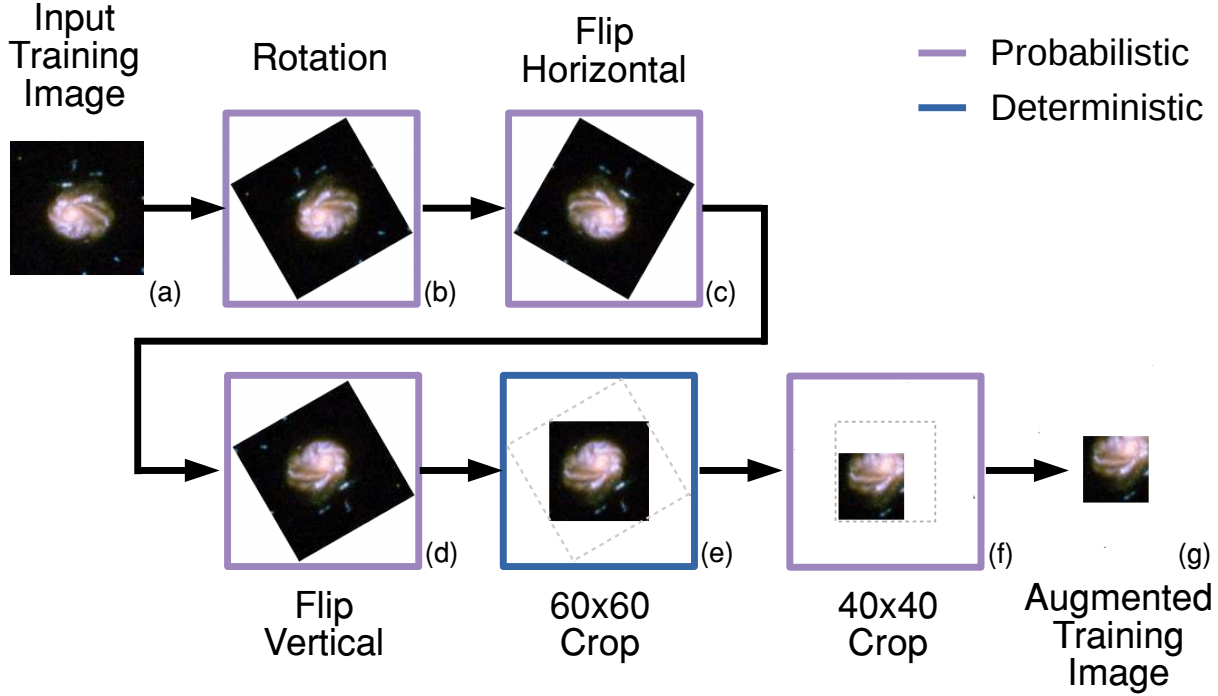 Input
Training
Image
Rotation
Flip
Horizontal
Probabilistic
Deterministic
(a)
(b)
(c)
(d)
(e)
(f)
(g)
Flip
Vertical
60x60
Crop
40x40
Crop
Augmented
Training
Image